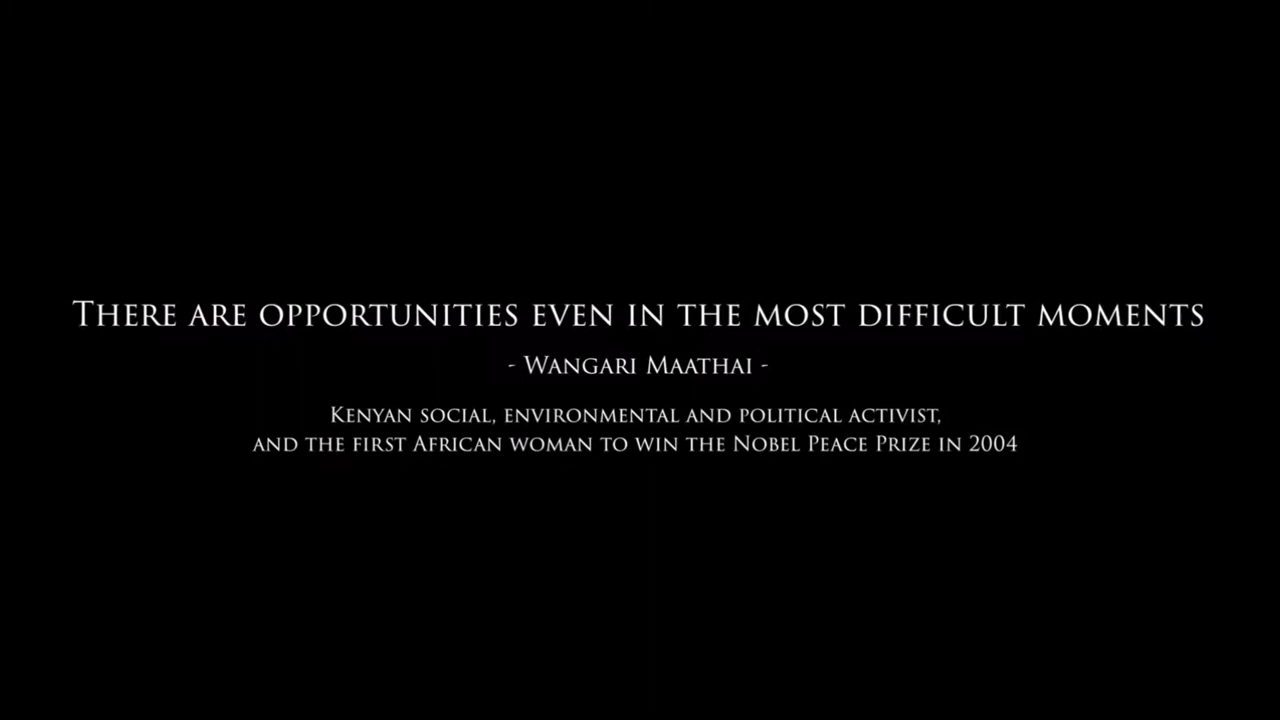 There are opportunities even in the most difficult moments
- Wangari Maathai -
Kenyan social, environmental and political activist,
and the first African woman to win the Nobel Peace Prize in 2004